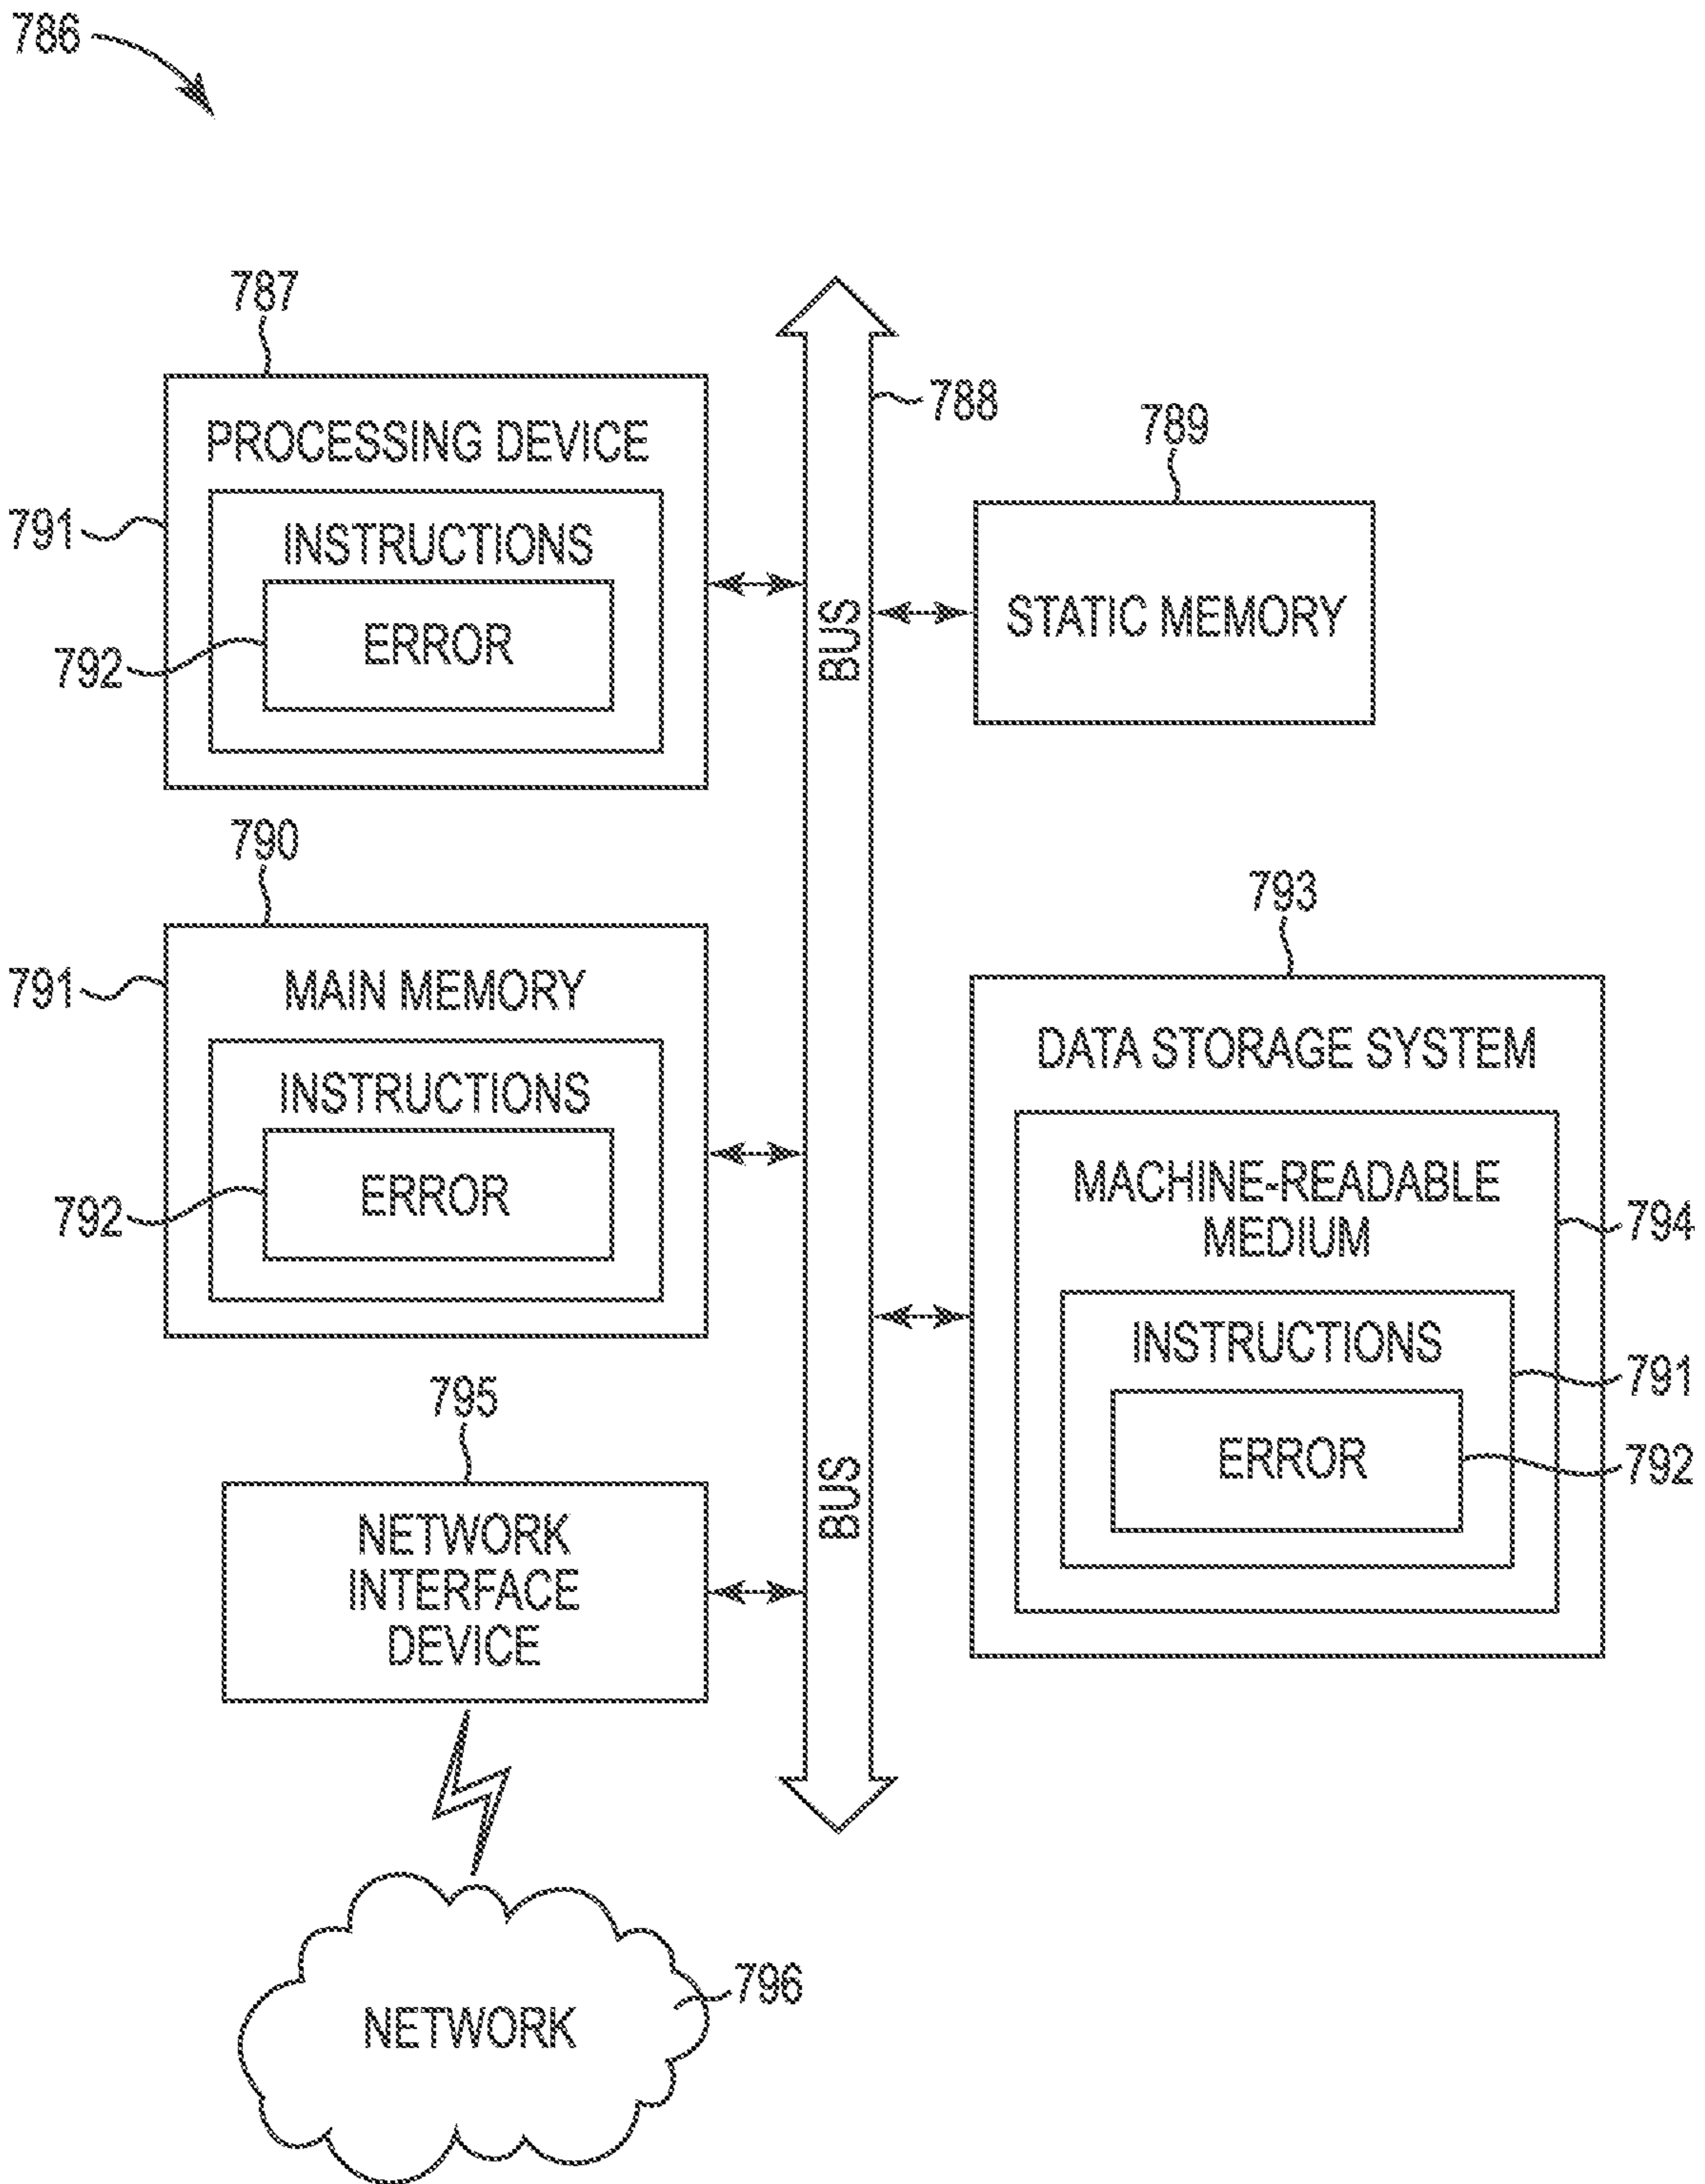 786
787
PROCESSING DEVICE
791
INSTRUCTIONS
792
ERROR
788
BUS
789
STATIC MEMORY
790
791
MAIN MEMORY
INSTRUCTIONS
792
ERROR
793
DATA STORAGE SYSTEM
MACHINE-READABLE
MEDIUM
794
INSTRUCTIONS
791
ERROR
792
795
NETWORK
INTERFACE
DEVICE
BUS
796
NETWORK